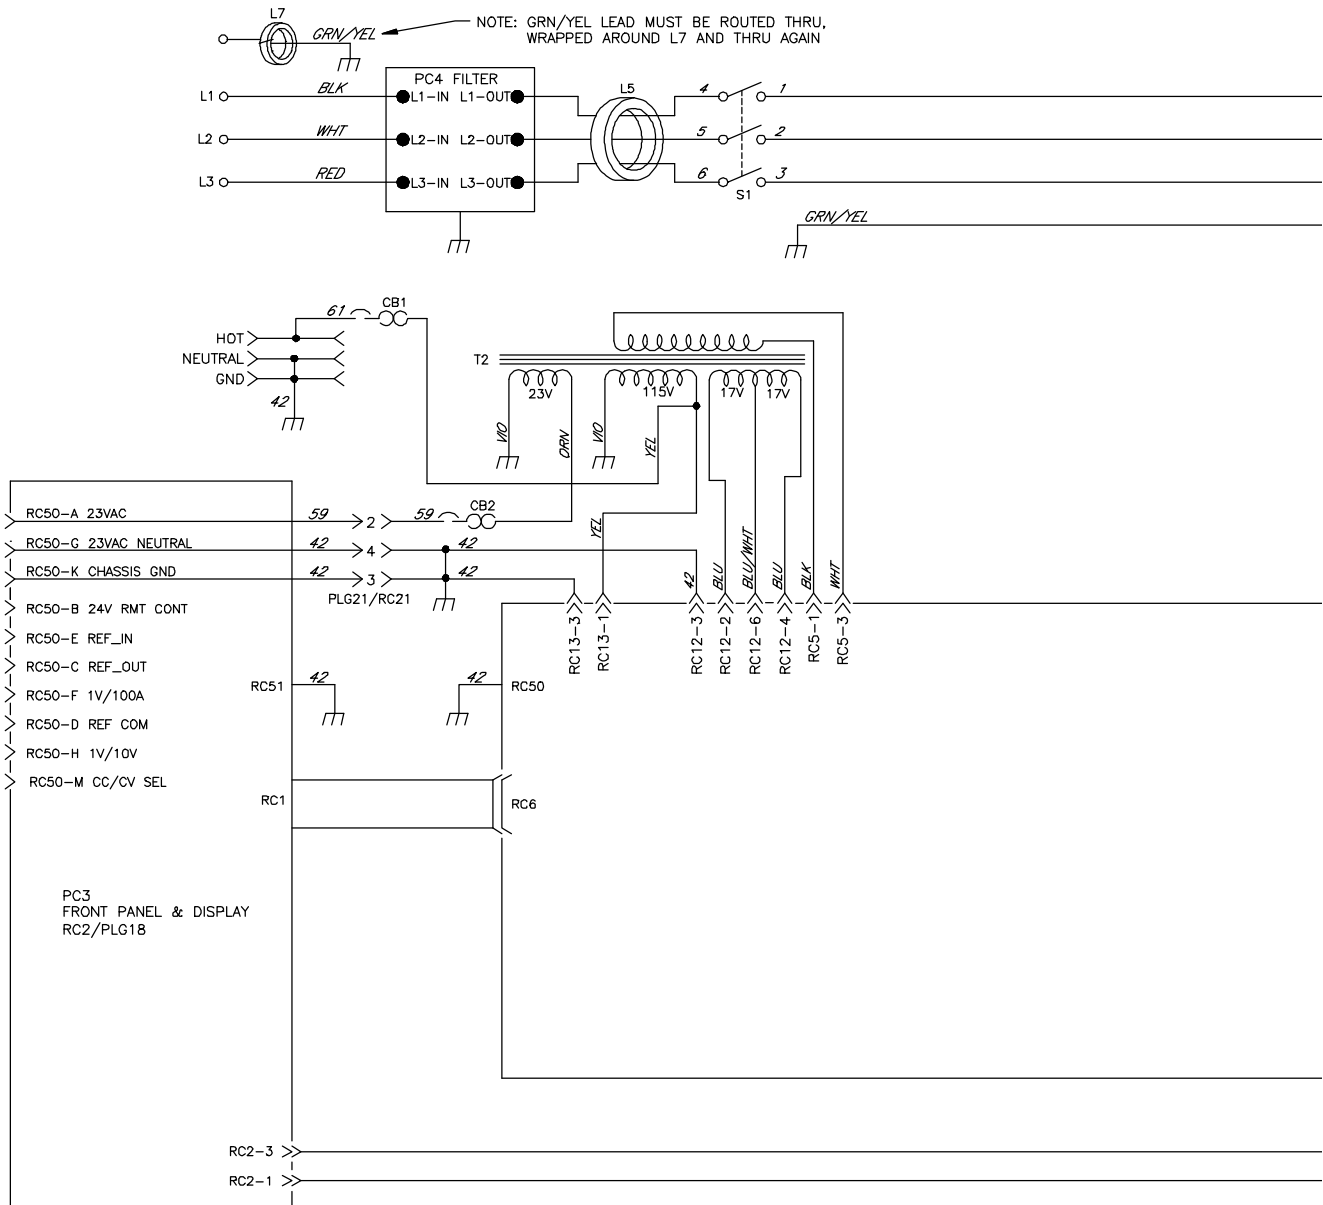 L7
GRN/YEL
NOTE: GRN/YEL LEAD MUST BE ROUTED THRU,
WRAPPED AROUND L7 AND THRU AGAIN
PC4 FILTER
L1 BLK L1-IN L1-OUT L5 4 1
L2 WHT L2-IN L2-OUT 5 2
L3 RED L3-IN L3-OUT 6 3
S1
GRN/YEL
61 CB1
HOT
NEUTRAL
GND
42
T2
23V 115V 17V 17V
VIO ORN VIO YEL
RC50-A 23VAC 59 2 59 CB2
RC50-G 23VAC NEUTRAL 42 4 42
RC50-K CHASSIS GND 42 3 42
PLG21/RC21
YEL 42 BLU BLU/WHT BLU BLK WHT
RC13-3 RC13-1 RC12-3 RC12-2 RC12-6 RC12-4 RC5-1 RC5-3
RC50-B 24V RMT CONT
RC50-E REF_IN
RC50-C REF_OUT
RC51 42 42 RC50
RC50-F 1V/100A
RC50-D REF COM
RC50-H 1V/10V
RC50-M CC/CV SEL
RC1 RC6
PC3
FRONT PANEL & DISPLAY
RC2/PLG18
RC2-3
RC2-1